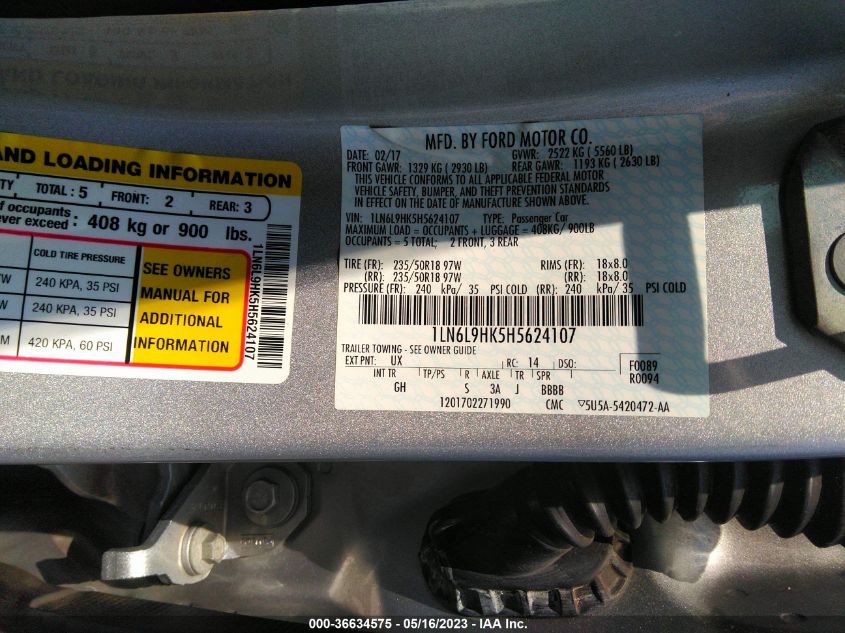 AND LOADING INFORMATION
TOTAL : 5
FRONT: 2
REAR: 3
of occupants
ever exceed : 408 kg or 900 lbs.
COLD TIRE PRESSURE
240 KPA, 35 PSI
240 KPA, 35 PSI
420 KPA, 60 PSI
SEE OWNERS
MANUAL FOR
ADDITIONAL
INFORMATION
1LN6L9HK5H5624107
MFD. BY FORD MOTOR CO.
DATE: 02/17 GVWR: 2522 KG ( 5560 LB)
FRONT GAWR: 1329 KG ( 2930 LB) REAR GAWR: 1193 KG ( 2630 LB)
THIS VEHICLE CONFORMS TO ALL APPLICABLE FEDERAL MOTOR
VEHICLE SAFETY, BUMPER, AND THEFT PREVENTION STANDARDS
IN EFFECT ON THE DATE OF MANUFACTURE SHOWN ABOVE.
VIN: 1LN6L9HK5H5624107 TYPE: Passenger Car
MAXIMUM LOAD = OCCUPANTS + LUGGAGE = 408KG/ 900LB
OCCUPANTS = 5 TOTAL; 2 FRONT, 3 REAR
TIRE (FR): 235/50R18 97W RIMS (FR): 18x8.0
(RR): 235/50R18 97W (RR): 18x8.0
PRESSURE (FR): 240 kPa/ 35 PSI COLD (RR): 240 kPa/ 35 PSI COLD
1LN6L9HK5H5624107
TRAILER TOWING - SEE OWNER GUIDE
EXT PNT: UX RC: 14 DSO: F0089
R0094
INT TR TP/PS R AXLE TR SPR
GH S 3A J BBBB
1201702271990 CMC ▽5U5A-5420472-AA
000-36634575 - 05/16/2023 - IAA Inc.